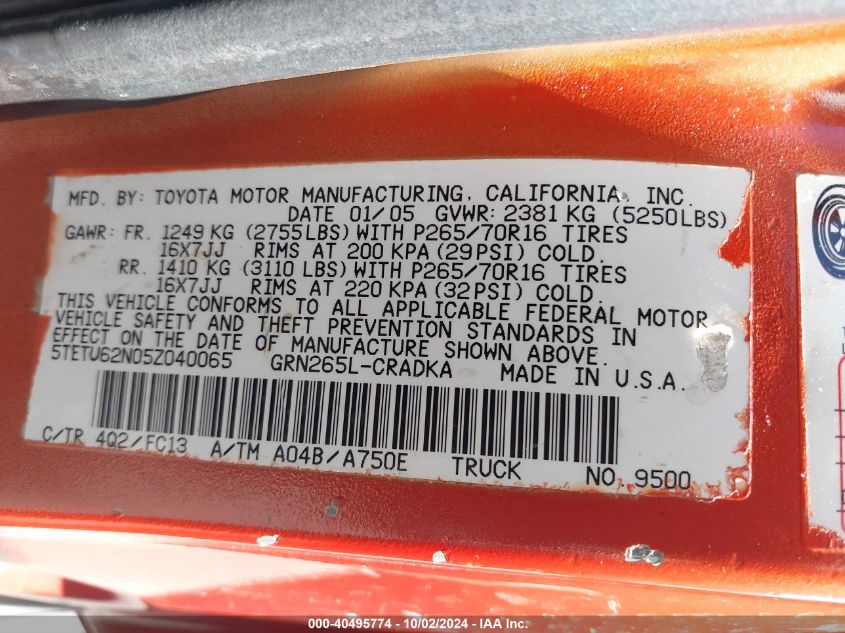 MFD. BY: TOYOTA MOTOR MANUFACTURING, CALIFORNIA, INC.
DATE 01/05 GVWR: 2381 KG (5250LBS)
GAWR: FR. 1249 KG (2755LBS) WITH P265/70R16 TIRES
16X7JJ RIMS AT 200 KPA (29PSI) COLD.
RR. 1410 KG (3110 LBS) WITH P265/70R16 TIRES
16X7JJ RIMS AT 220 KPA (32PSI) COLD.
THIS VEHICLE CONFORMS TO ALL APPLICABLE FEDERAL MOTOR
VEHICLE SAFETY AND THEFT PREVENTION STANDARDS IN
EFFECT ON THE DATE OF MANUFACTURE SHOWN ABOVE.
5TETU62N05Z040065 GRN265L-CRADKA MADE IN U.S.A.
C/TR 4Q2/FC13 A/TM A04B/A750E TRUCK NO. 9500
000-40495774 - 10/02/2024 - IAA Inc.